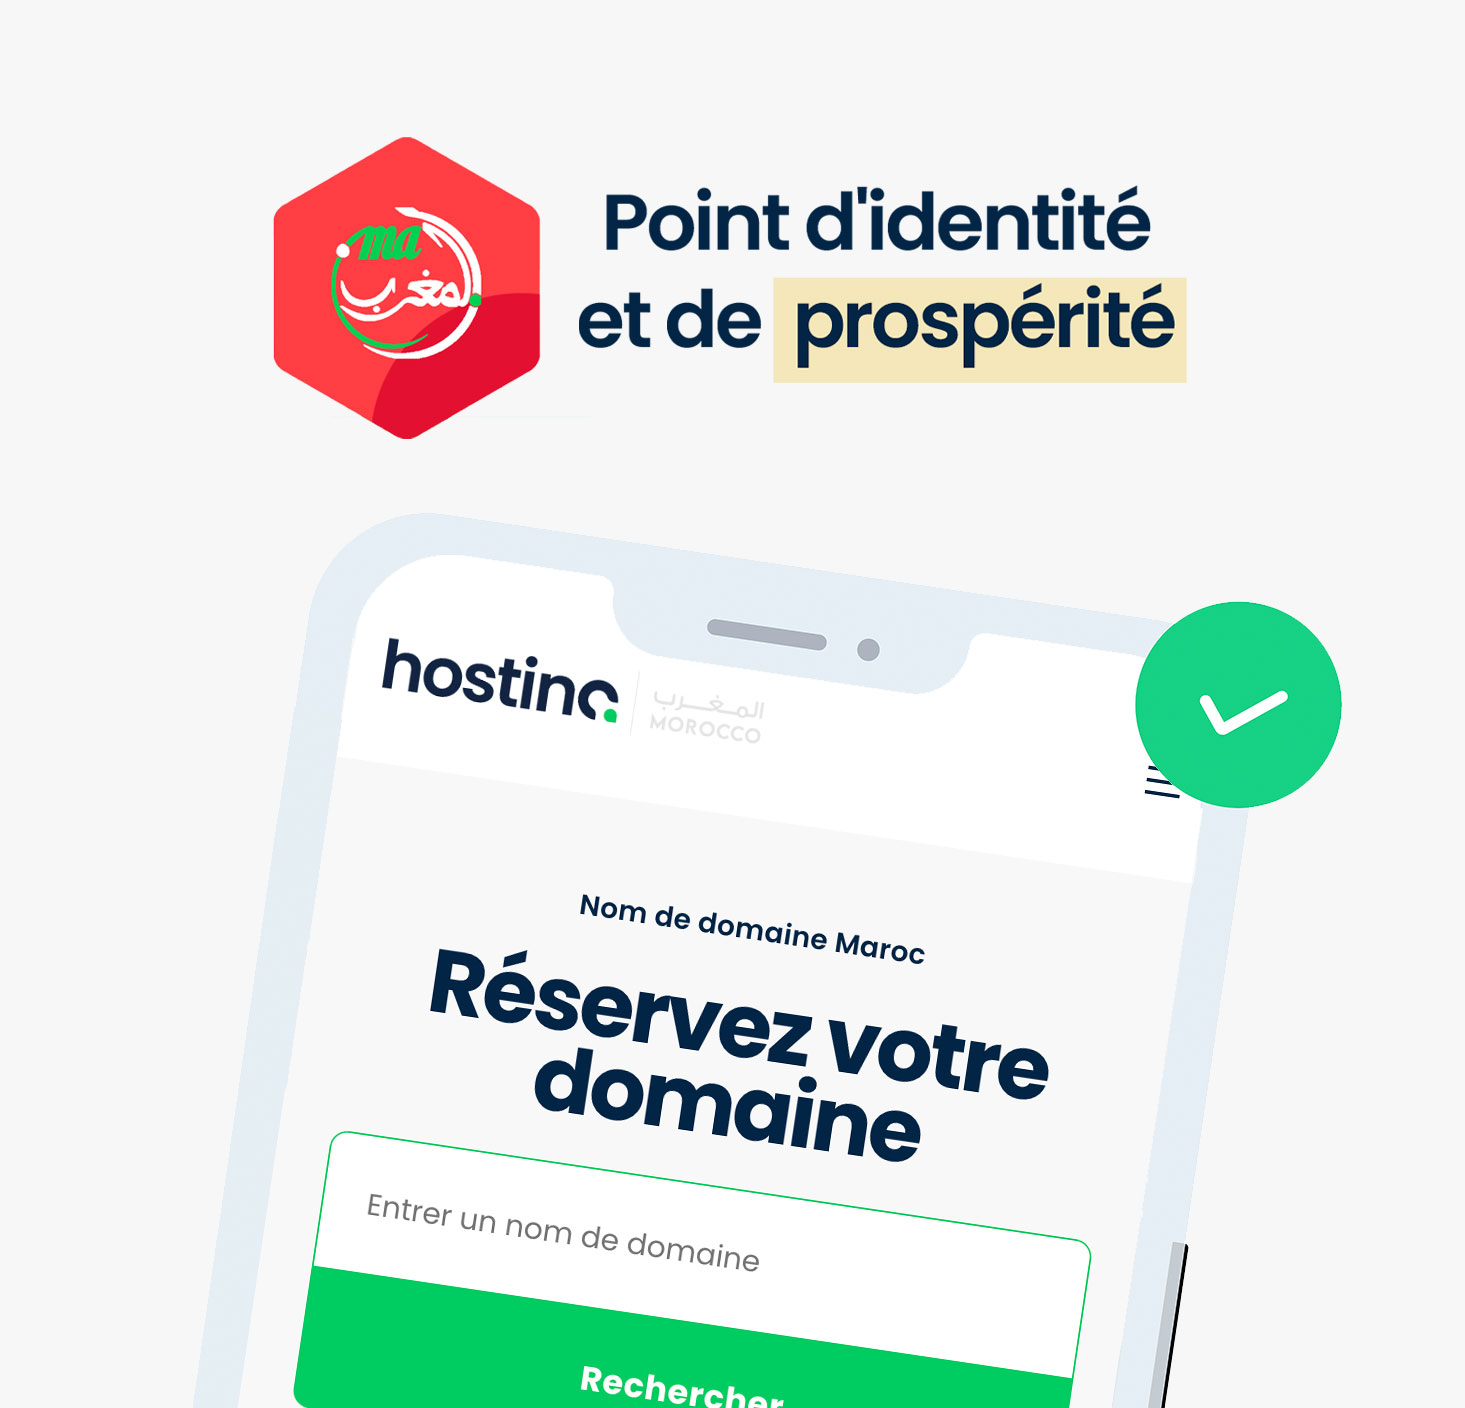 ma
المغرب
Point d'identité
et de prospérité
hostino
المغرب
MOROCCO
Nom de domaine Maroc
Réservez votre
domaine
Entrer un nom de domaine
Rechercher